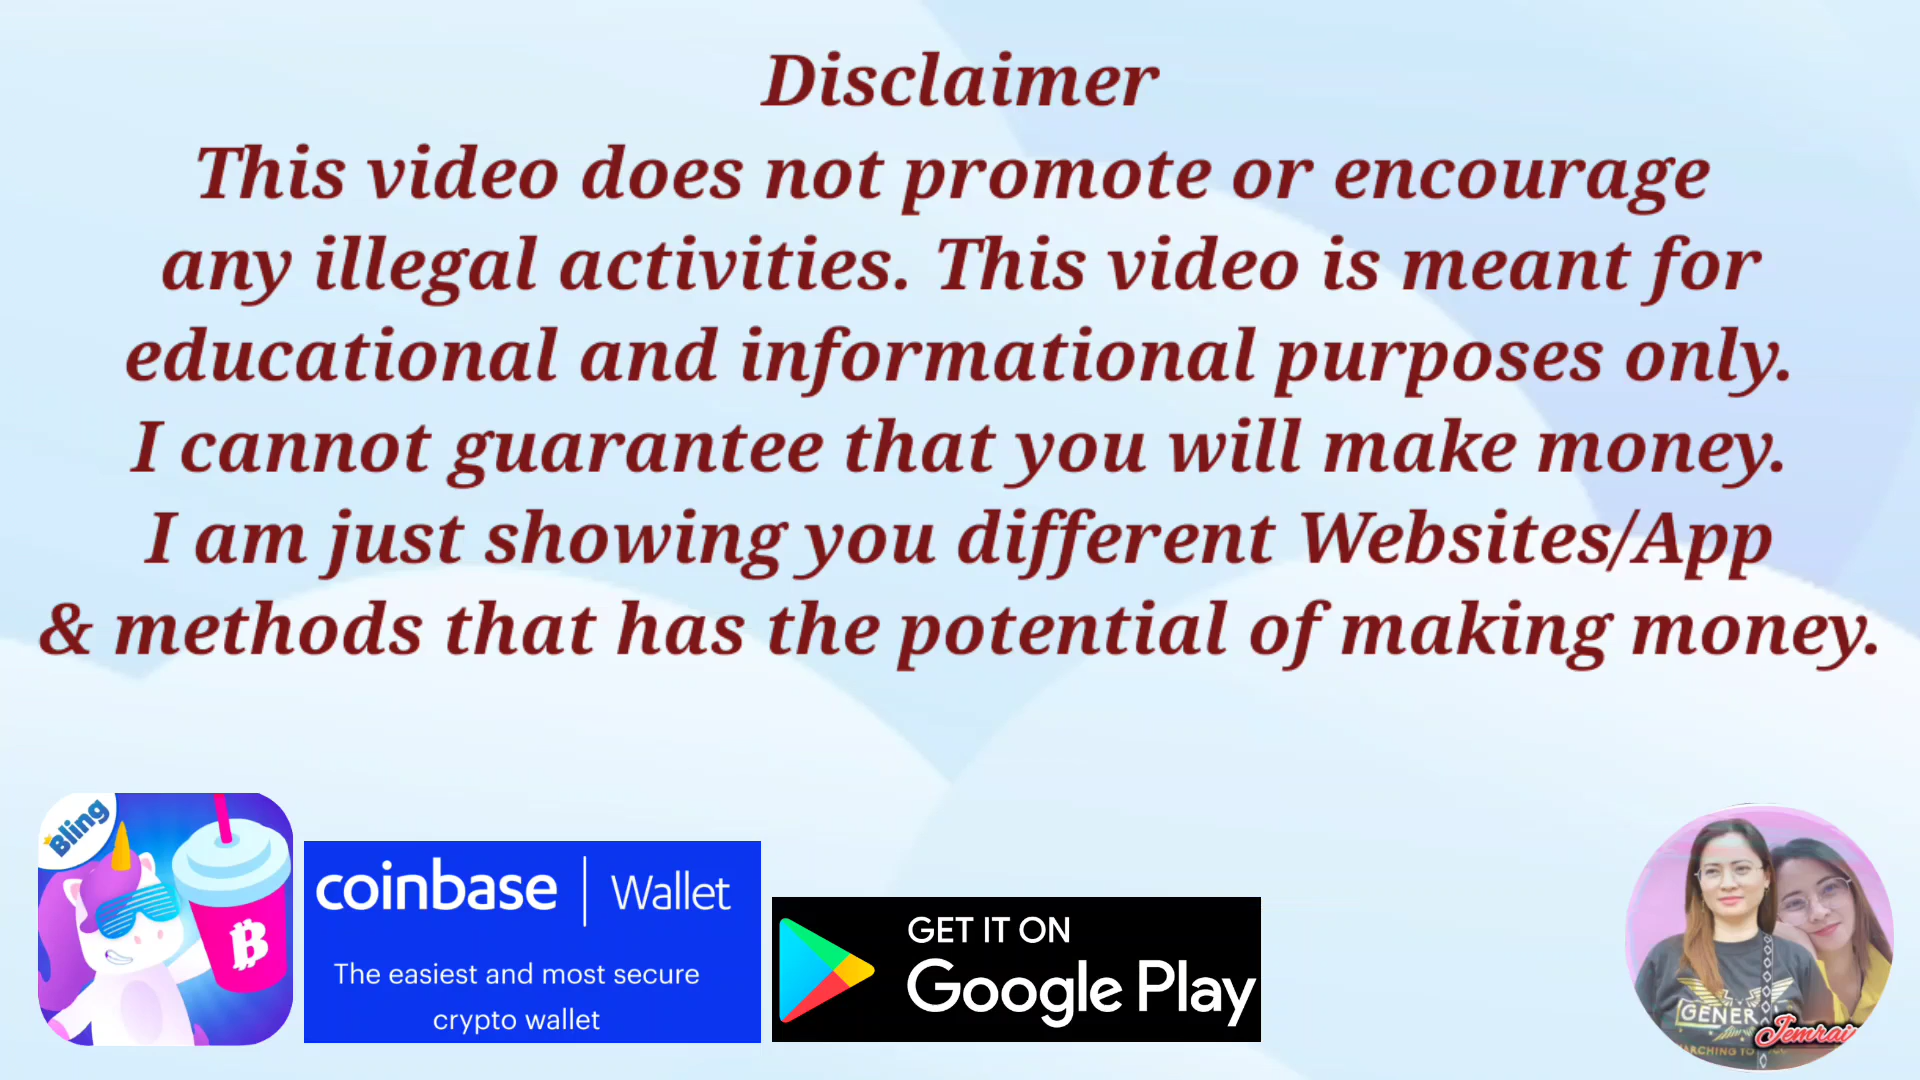 Disclaimer
This video does not promote or encourage
any illegal activities. This video is meant for
educational and informational purposes only.
I cannot guarantee that you will make money.
I am just showing you different Websites/App
& methods that has the potential of making money.
Bling
coinbase | Wallet
The easiest and most secure
crypto wallet
GET IT ON
Google Play
GENER